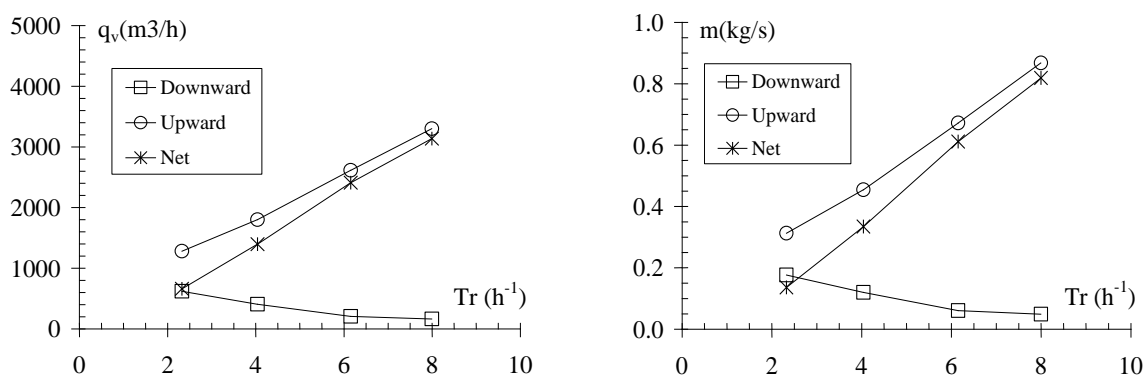 q_v(m3/h)
5000
4000
3000
2000
1000
0
Downward
Upward
Net
Tr (h⁻¹)
0 2 4 6 8 10
m(kg/s)
1.0
0.8
0.6
0.4
0.2
0.0
Downward
Upward
Net
Tr (h⁻¹)
0 2 4 6 8 10